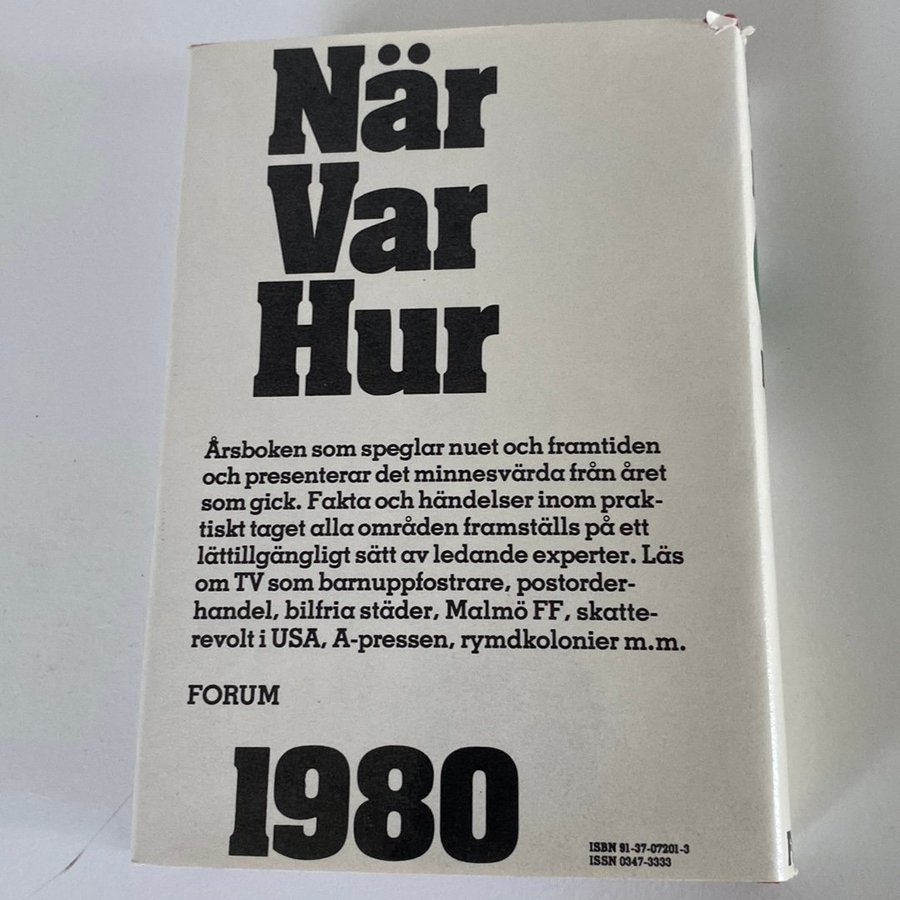 När
Var
Hur
Årsboken som speglar nuet och framtiden
och presenterar det minnesvärda från året
som gick. Fakta och händelser inom prak-
tiskt taget alla områden framställs på ett
lättillgängligt sätt av ledande experter. Läs
om TV som barnuppfostrare, postorder-
handel, bilfria städer, Malmö FF, skatte-
revolt i USA, A-pressen, rymdkolonier m.m.
FORUM
1980
ISBN 91-37-07201-3
ISSN 0347-3333